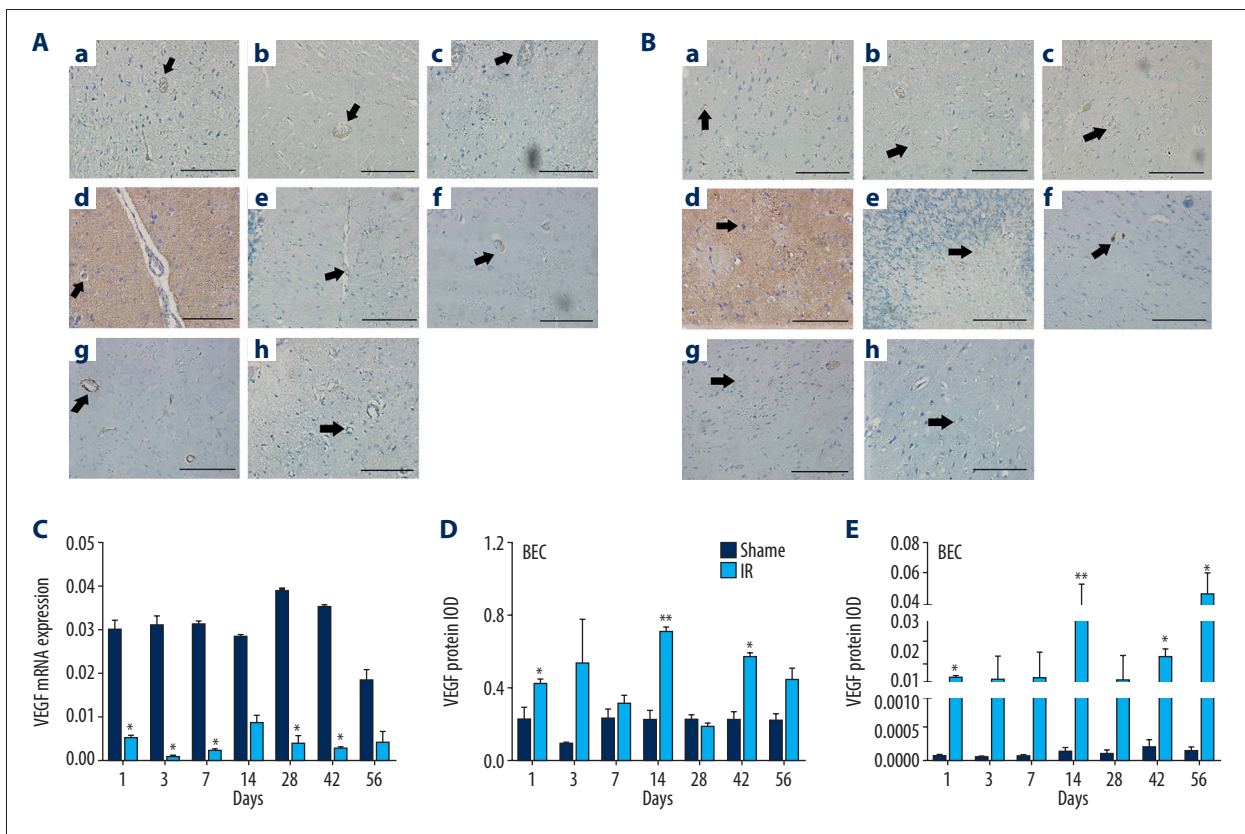 A
B
a
b
c
a
b
c
d
e
f
d
e
f
g
h
g
h
C
VEGF mRNA expression
0.05
0.04
0.03
0.02
0.01
0.00
*
*
*
*
*
1 3 7 14 28 42 56
Days
D
BEC
VEGF protein IOD
1.2
0.8
0.4
0.0
*
**
*
Shame
IR
1 3 7 14 28 42 56
Days
E
BEC
VEGF protein IOD
0.08
0.06
0.04
0.03
0.02
0.01
0.0010
0.0005
0.0000
*
**
*
*
1 3 7 14 28 42 56
Days